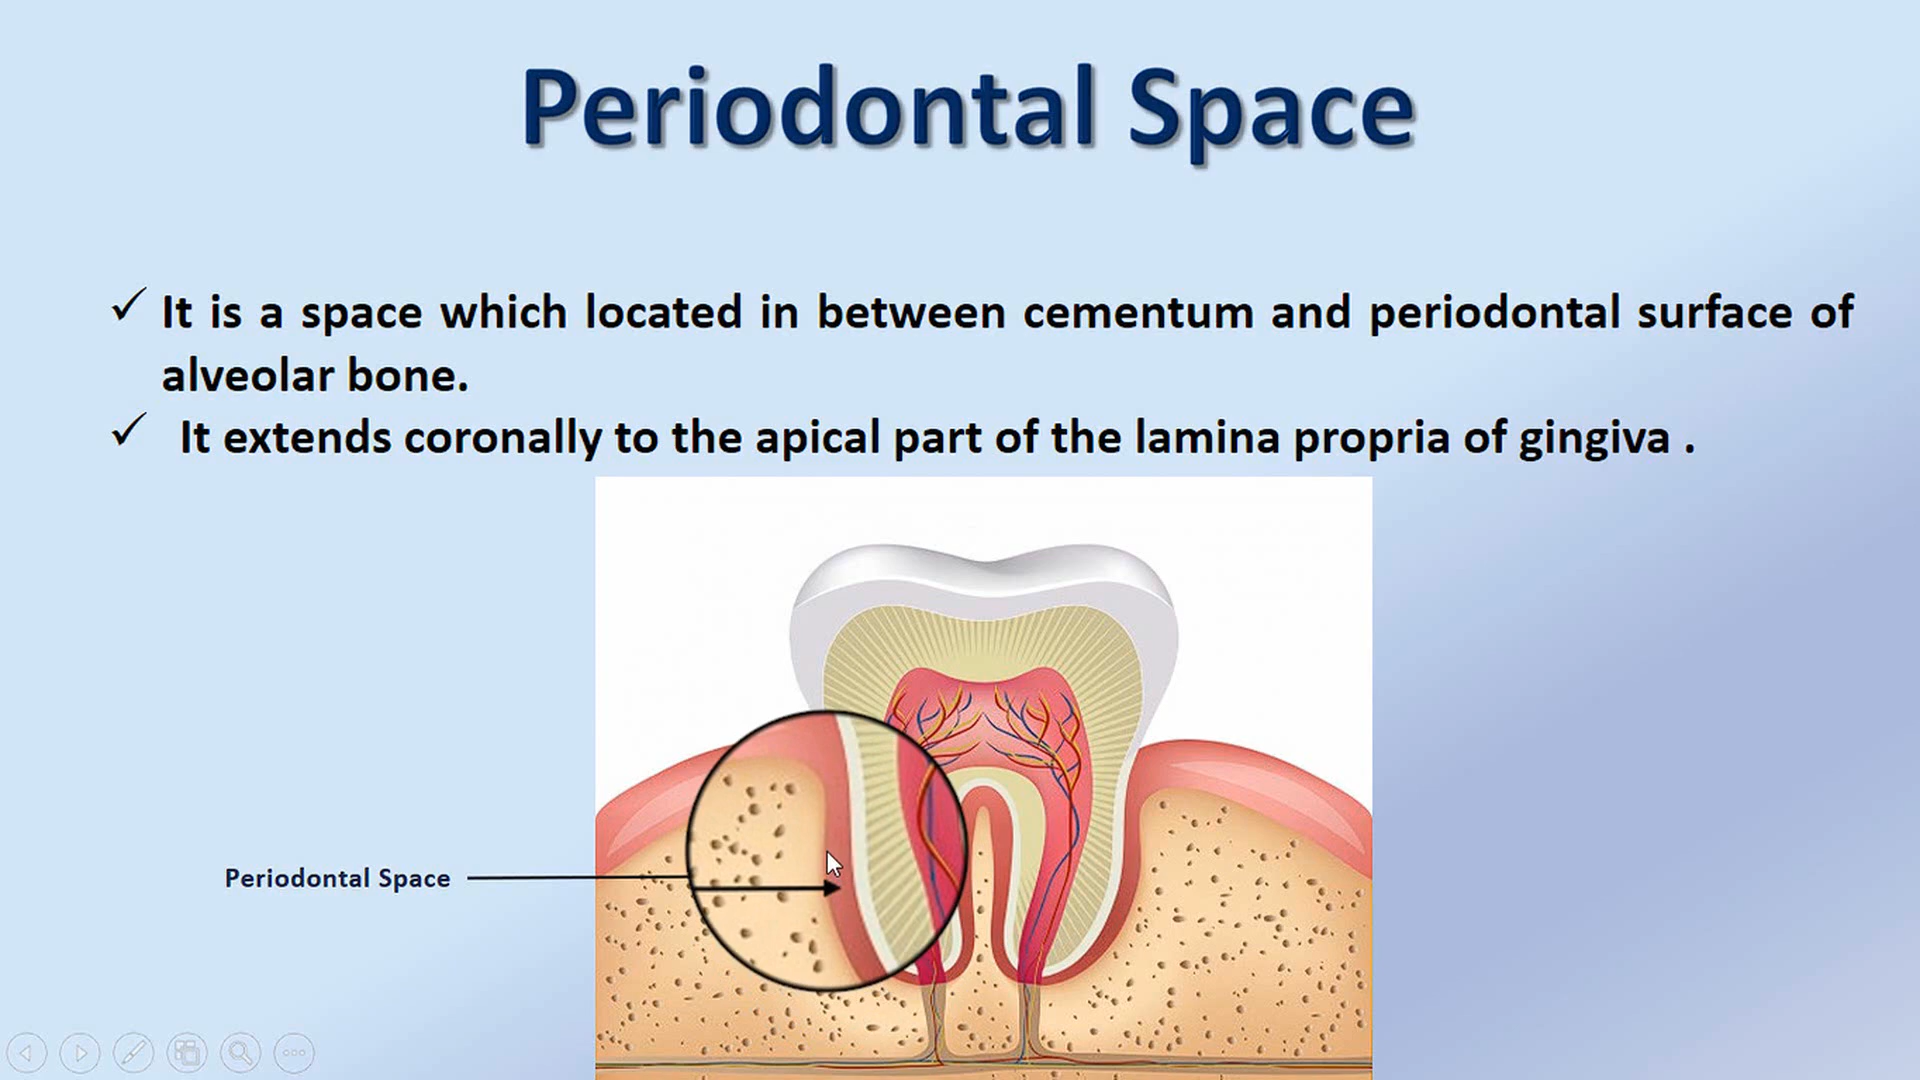 Periodontal Space
✓ It is a space which located in between cementum and periodontal surface of
alveolar bone.
✓ It extends coronally to the apical part of the lamina propria of gingiva .
Periodontal Space